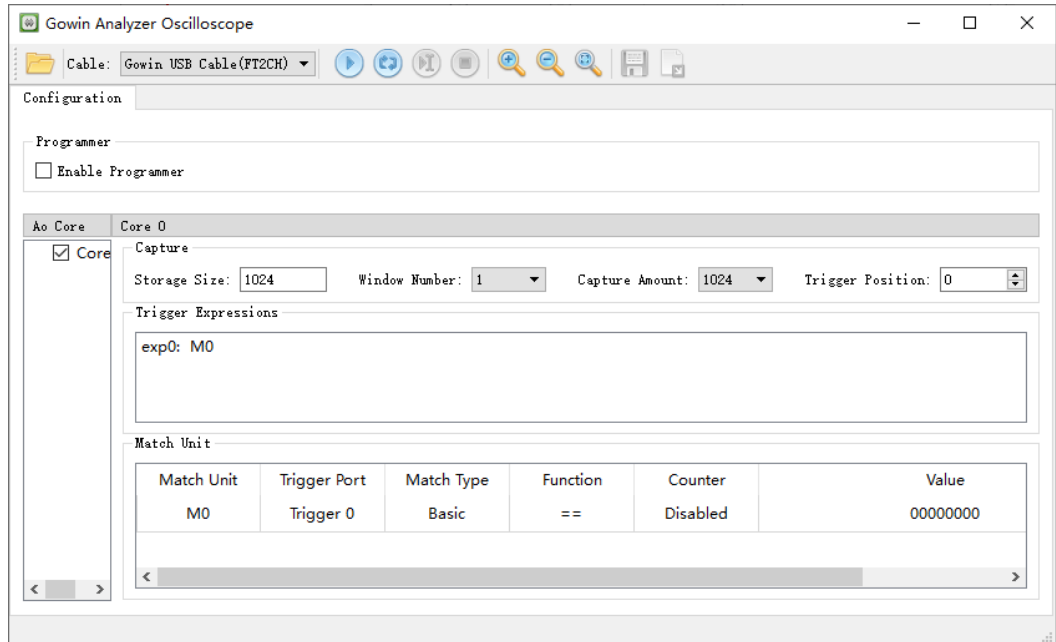 Gowin Analyzer Oscilloscope
Cable: Gowin USB Cable(FT2CH)
Configuration
Programmer
Enable Programmer
Ao Core Core 0
Core
Capture
Storage Size: 1024 Window Number: 1 Capture Amount: 1024 Trigger Position: 0
Trigger Expressions
exp0: M0
Match Unit
Match Unit Trigger Port Match Type Function Counter Value
M0 Trigger 0 Basic == Disabled 00000000